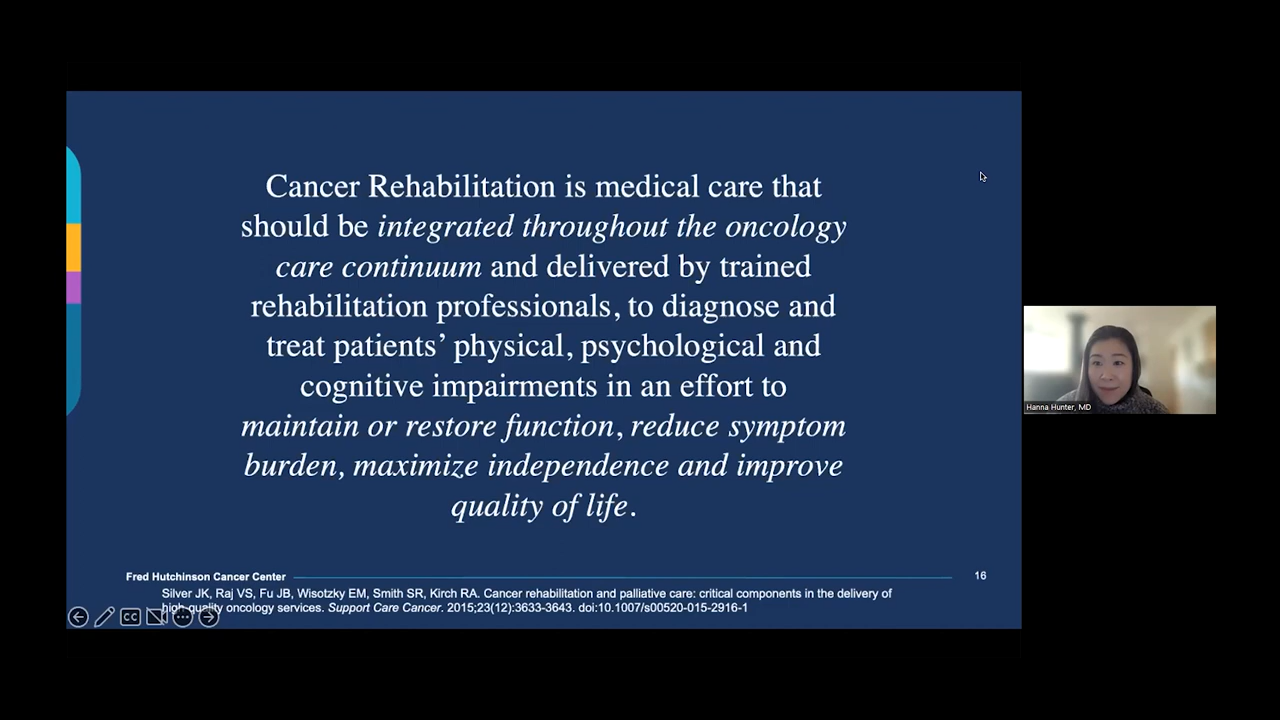 Cancer Rehabilitation is medical care that
should be integrated throughout the oncology
care continuum and delivered by trained
rehabilitation professionals, to diagnose and
treat patients’ physical, psychological and
cognitive impairments in an effort to
maintain or restore function, reduce symptom
burden, maximize independence and improve
quality of life.
Hanna Hunter, MD
Fred Hutchinson Cancer Center
16
Silver JK, Raj VS, Fu JB, Wisotzky EM, Smith SR, Kirch RA. Cancer rehabilitation and palliative care: critical components in the delivery of
high-quality oncology services. Support Care Cancer. 2015;23(12):3633-3643. doi:10.1007/s00520-015-2916-1
CC